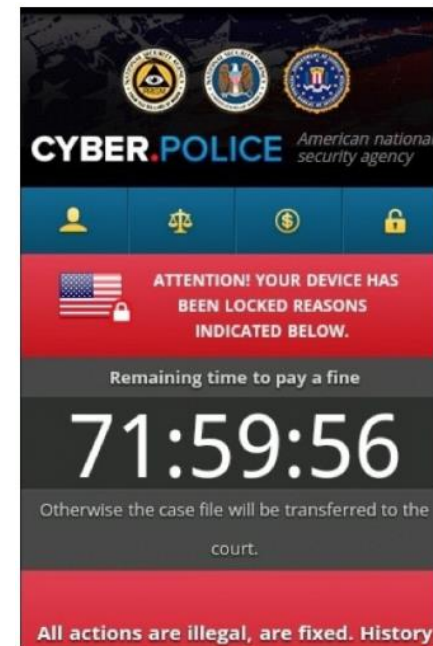 CYBER.POLICE
American national
security agency
ATTENTION! YOUR DEVICE HAS
BEEN LOCKED REASONS
INDICATED BELOW.
Remaining time to pay a fine
71:59:56
Otherwise the case file will be transferred to the
court.
All actions are illegal, are fixed. History